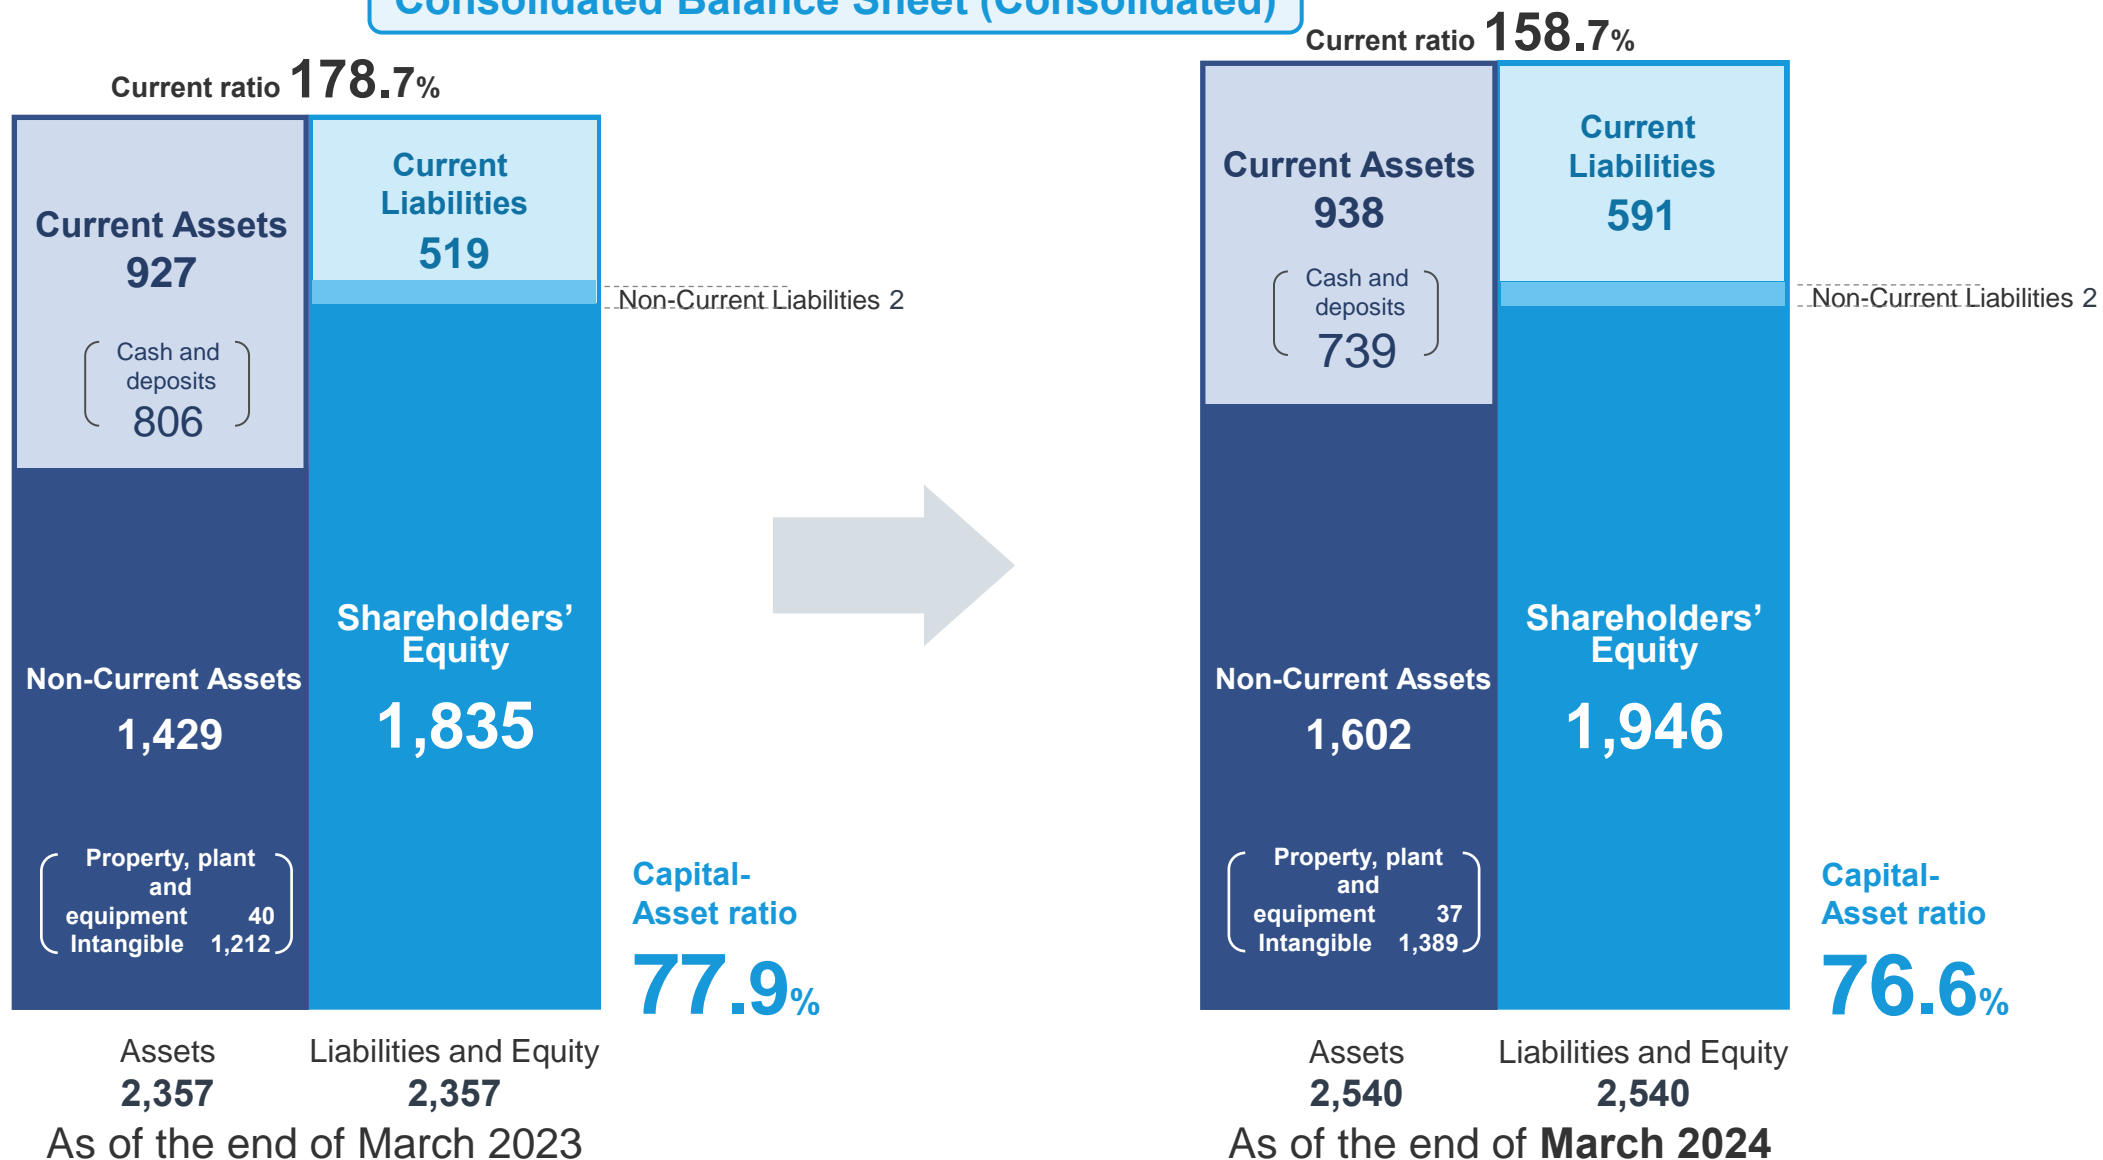 Consolidated Balance Sheet (Consolidated)
Current ratio 178.7%
Current Assets
927
Cash and
deposits
806
Current
Liabilities
519
Non-Current Liabilities 2
Non-Current Assets
1,429
Property, plant
and
equipment 40
Intangible 1,212
Shareholders’
Equity
1,835
Capital-
Asset ratio
77.9%
Assets
2,357
Liabilities and Equity
2,357
As of the end of March 2023
Current ratio 158.7%
Current Assets
938
Cash and
deposits
739
Current
Liabilities
591
Non-Current Liabilities 2
Non-Current Assets
1,602
Property, plant
and
equipment 37
Intangible 1,389
Shareholders’
Equity
1,946
Capital-
Asset ratio
76.6%
Assets
2,540
Liabilities and Equity
2,540
As of the end of March 2024